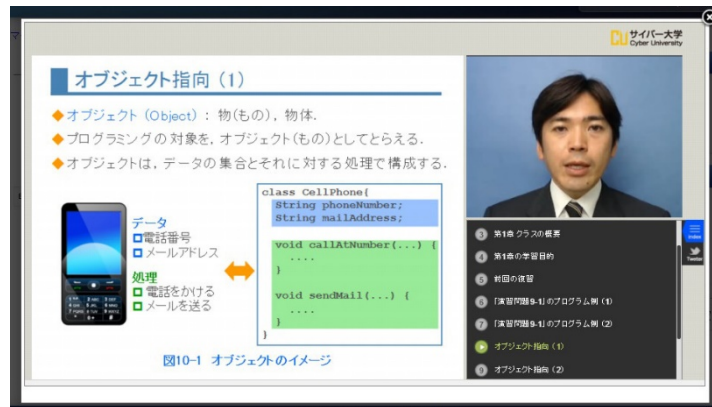 サイバー大学
Cyber University
オブジェクト指向（1）
◆オブジェクト（Object）：物(もの)，物体．
◆プログラミングの対象を，オブジェクト(もの)としてとらえる．
◆オブジェクトは，データの集合とそれに対する処理で構成する．
データ
電話番号
メールアドレス
処理
電話をかける
メールを送る
class CellPhone{
String phoneNumber;
String mailAddress;
void callAtNumber(...) {
....
}
void sendMail(...) {
....
}
}
図10-1 オブジェクトのイメージ
3 第1章 クラスの概要
4 第1章の学習目的
5 前回の復習
6 「演習問題9-1」のプログラム例（1）
7 「演習問題9-1」のプログラム例（2）
オブジェクト指向（1）
9 オブジェクト指向（2）
Index
Tweeter